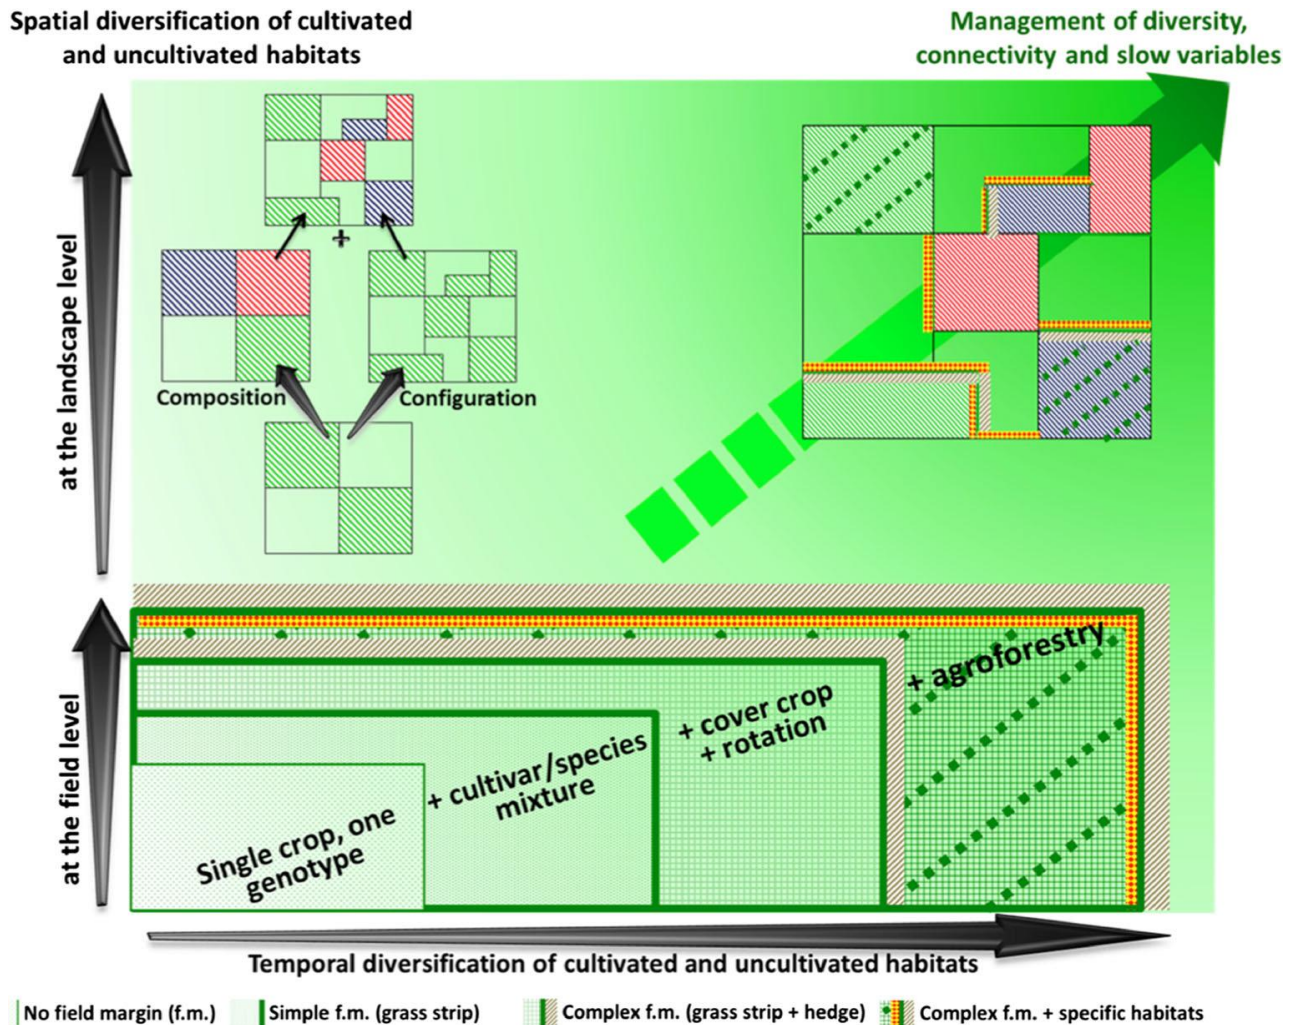 Spatial diversification of cultivated
and uncultivated habitats
Management of diversity,
connectivity and slow variables
at the landscape level
+
Composition
Configuration
at the field level
+ agroforestry
+ cover crop
+ rotation
+ cultivar/species
mixture
Single crop, one
genotype
Temporal diversification of cultivated and uncultivated habitats
No field margin (f.m.)
Simple f.m. (grass strip)
Complex f.m. (grass strip + hedge)
Complex f.m. + specific habitats